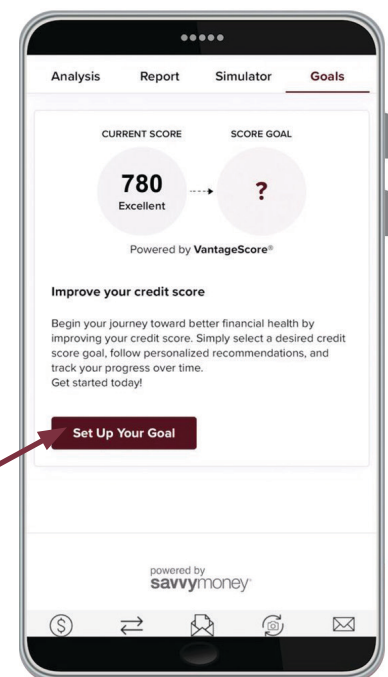 Analysis Report Simulator Goals
CURRENT SCORE SCORE GOAL
780 ?
Excellent
Powered by VantageScore®
Improve your credit score
Begin your journey toward better financial health by
improving your credit score. Simply select a desired credit
score goal, follow personalized recommendations, and
track your progress over time.
Get started today!
Set Up Your Goal
powered by
savvymoney